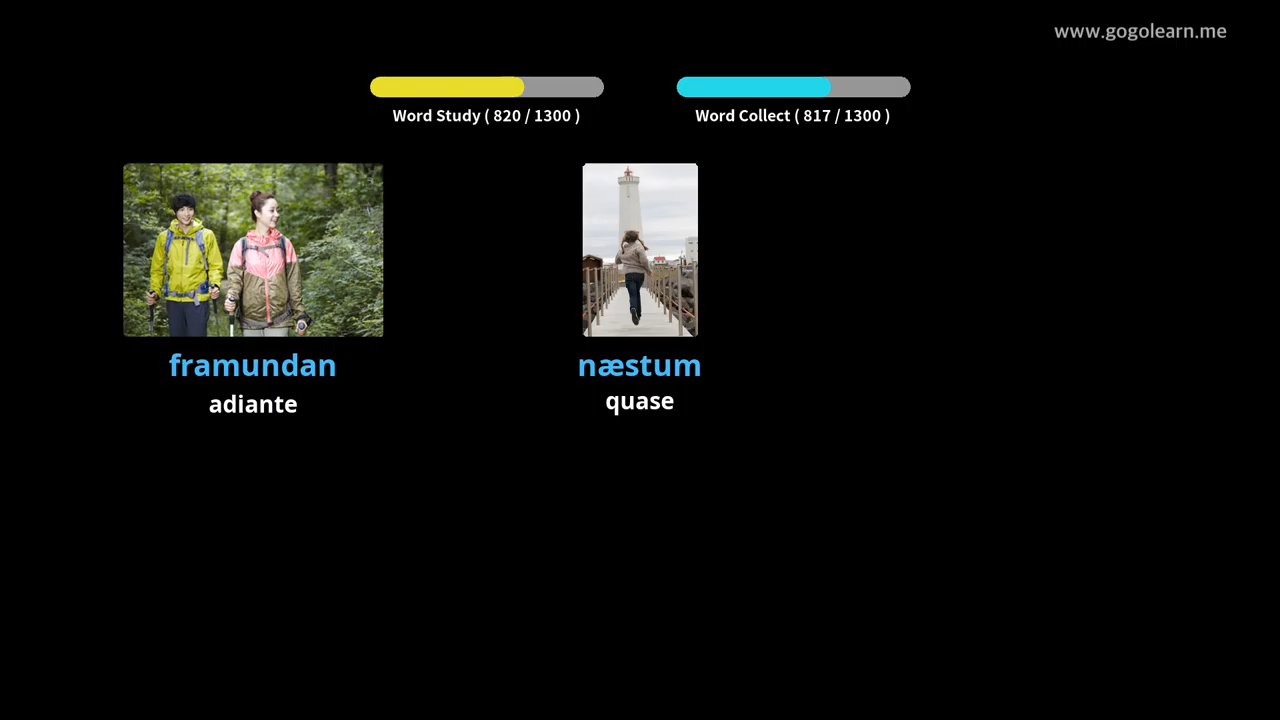 www.gogolearn.me
Word Study ( 820 / 1300 )
Word Collect ( 817 / 1300 )
framundan
adiante
næstum
quase